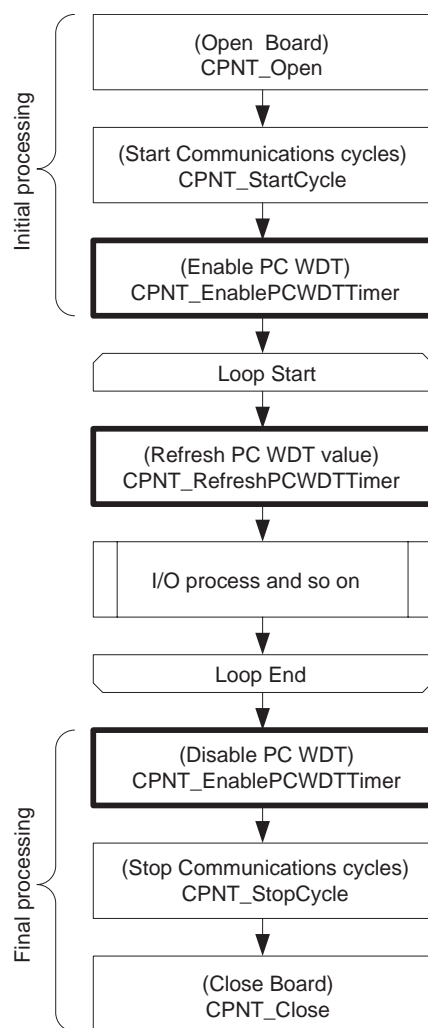 Initial processing
(Open Board)
CPNT_Open
(Start Communications cycles)
CPNT_StartCycle
(Enable PC WDT)
CPNT_EnablePCWDTTimer
Loop Start
(Refresh PC WDT value)
CPNT_RefreshPCWDTTimer
I/O process and so on
Loop End
Final processing
(Disable PC WDT)
CPNT_EnablePCWDTTimer
(Stop Communications cycles)
CPNT_StopCycle
(Close Board)
CPNT_Close